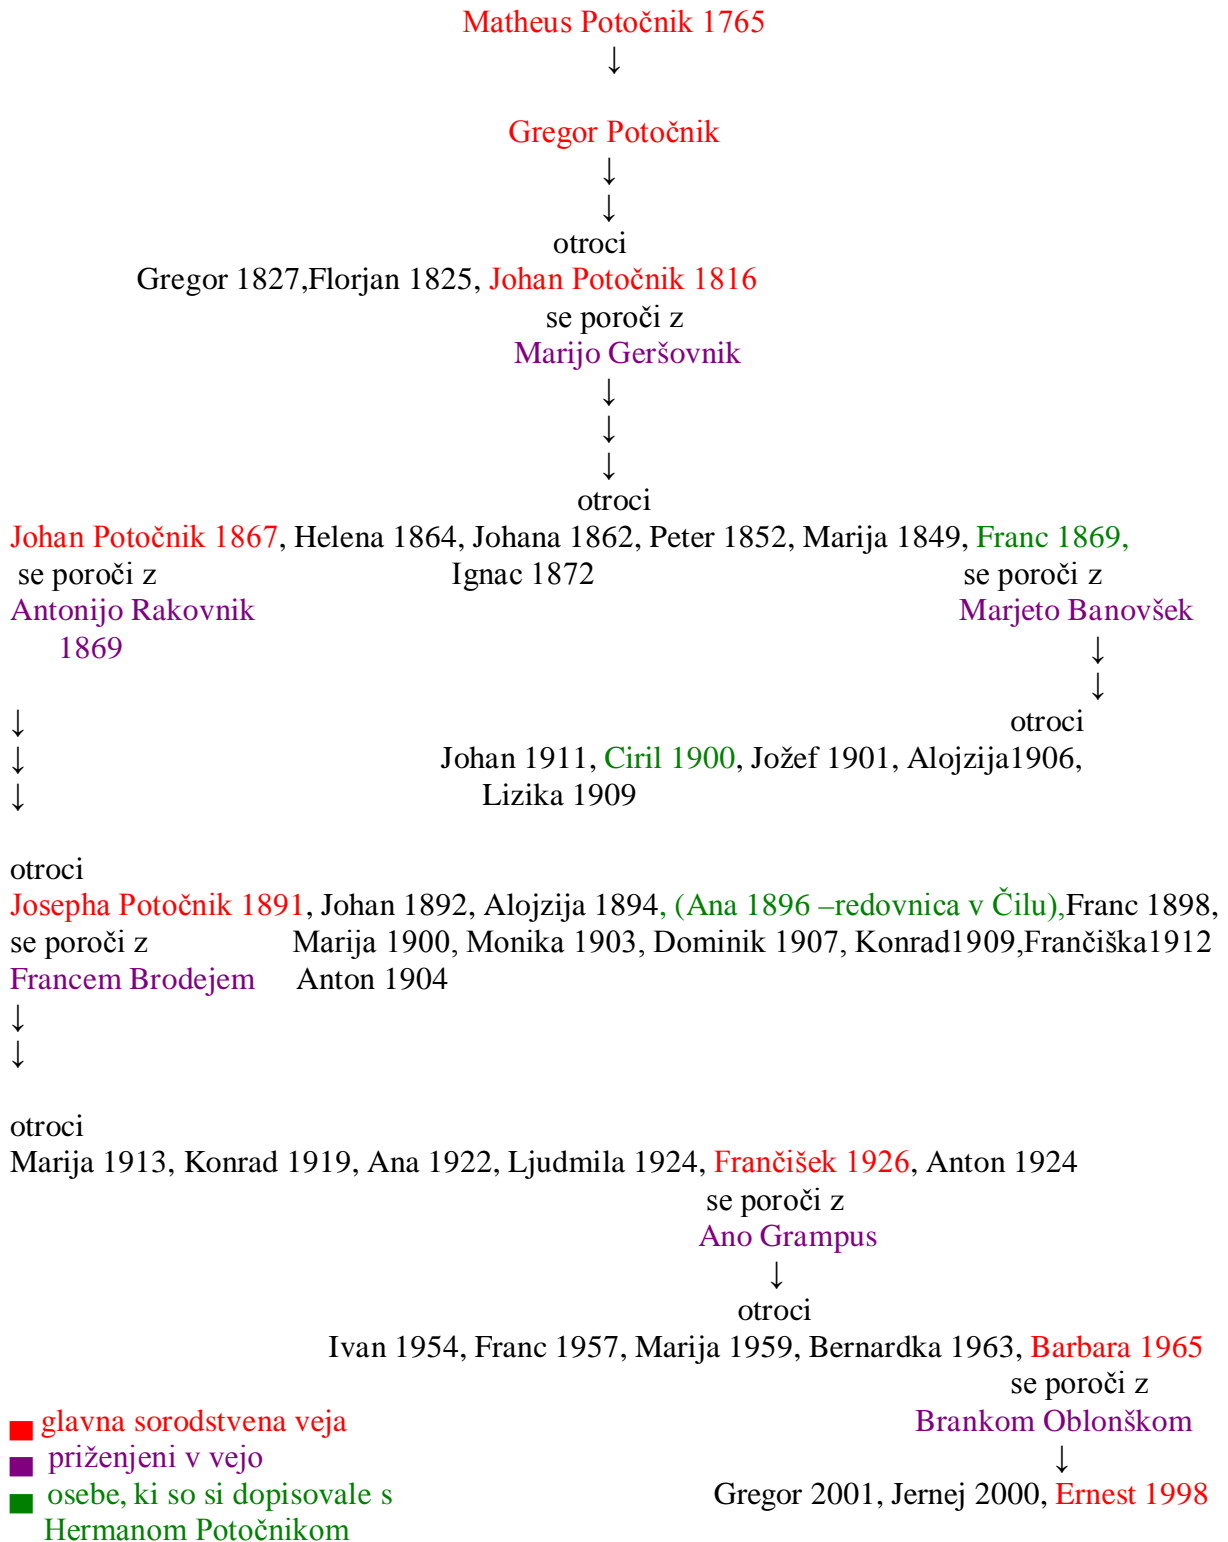 Matheus Potočnik 1765
↓
Gregor Potočnik
↓
↓
otroci
Gregor 1827,Florjan 1825, Johan Potočnik 1816
se poroči z
Marijo Geršovnik
↓
↓
↓
otroci
Johan Potočnik 1867, Helena 1864, Johana 1862, Peter 1852, Marija 1849, Franc 1869,
se poroči z Ignac 1872 se poroči z
Antonijo Rakovnik Marjeto Banovšek
1869 ↓
↓
↓ otroci
↓ Johan 1911, Ciril 1900, Jožef 1901, Alojzija1906,
↓ Lizika 1909
otroci
Josepha Potočnik 1891, Johan 1892, Alojzija 1894, (Ana 1896 –redovnica v Čilu),Franc 1898,
se poroči z Marija 1900, Monika 1903, Dominik 1907, Konrad1909,Frančiška1912
Francem Brodejem Anton 1904
↓
↓
otroci
Marija 1913, Konrad 1919, Ana 1922, Ljudmila 1924, Frančišek 1926, Anton 1924
se poroči z
Ano Grampus
↓
otroci
Ivan 1954, Franc 1957, Marija 1959, Bernardka 1963, Barbara 1965
se poroči z
glavna sorodstvena veja Brankom Oblonškom
priženjeni v vejo ↓
osebe, ki so si dopisovale s Gregor 2001, Jernej 2000, Ernest 1998
Hermanom Potočnikom